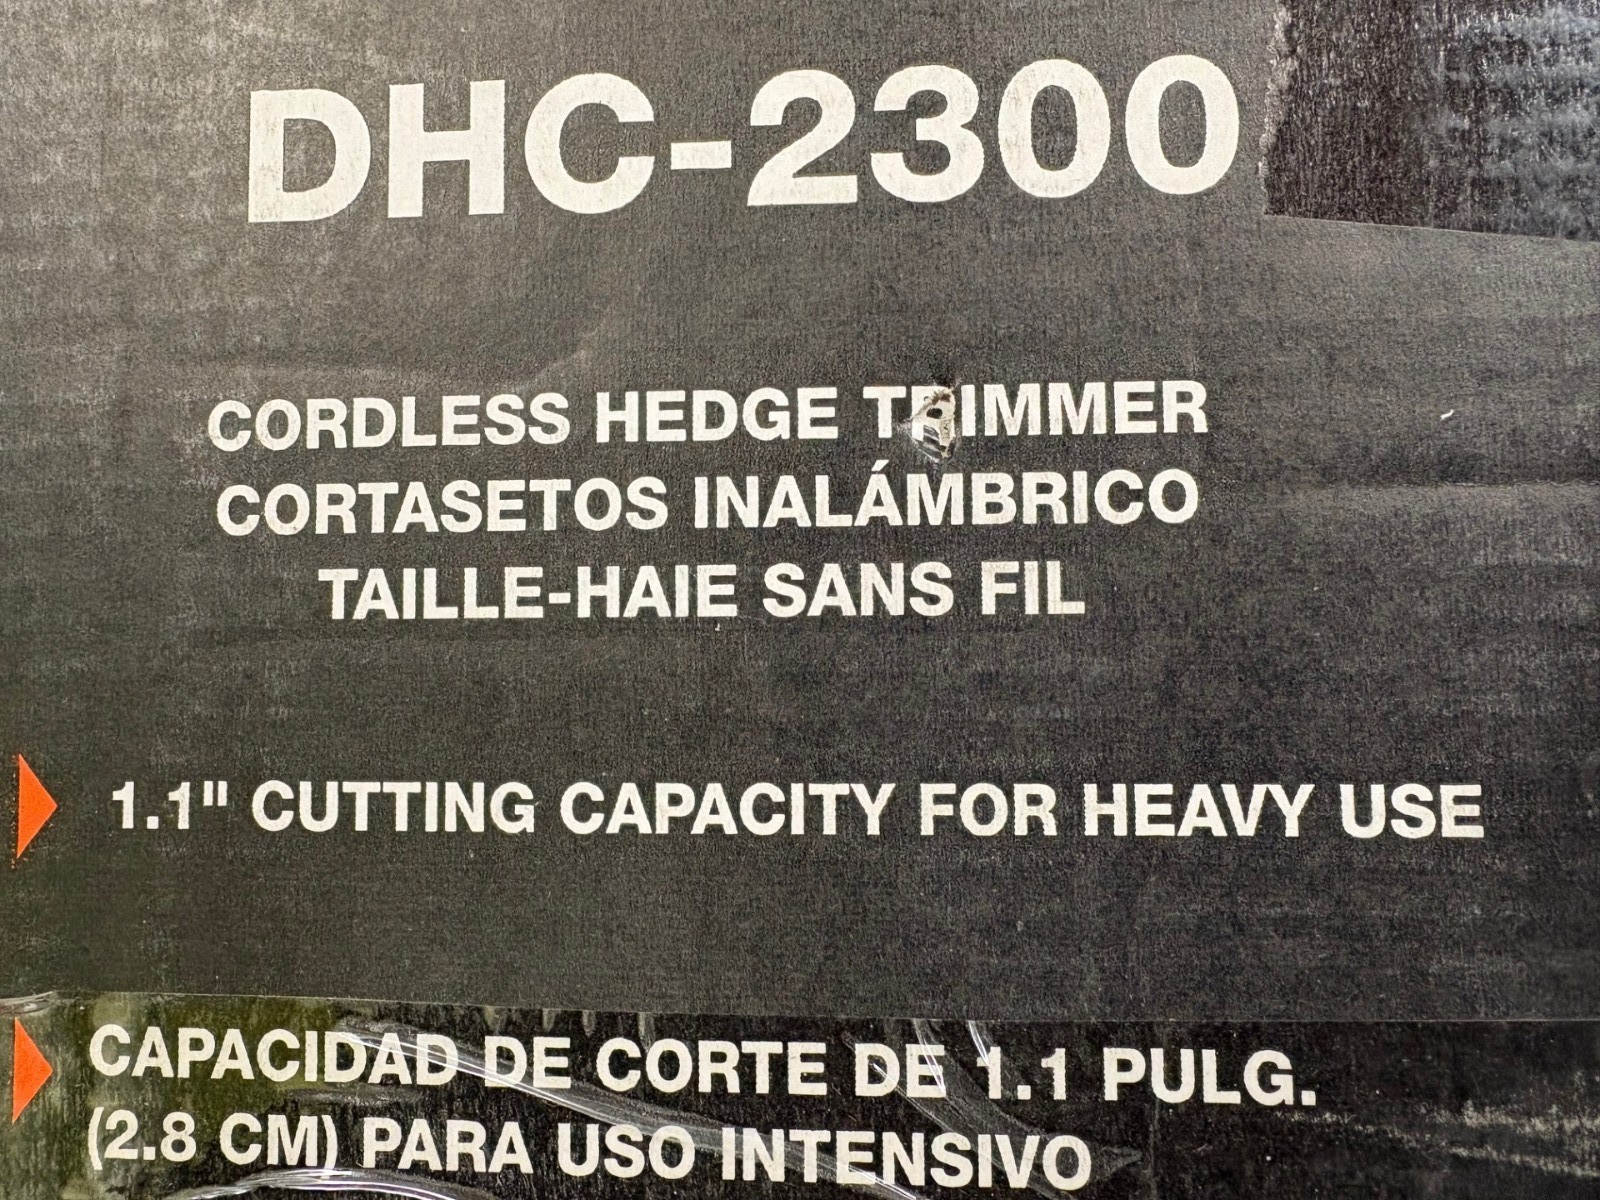 DHC-2300
CORDLESS HEDGE TRIMMER
CORTASETOS INALÁMBRICO
TAILLE-HAIE SANS FIL
1.1" CUTTING CAPACITY FOR HEAVY USE
CAPACIDAD DE CORTE DE 1.1 PULG.
(2.8 CM) PARA USO INTENSIVO